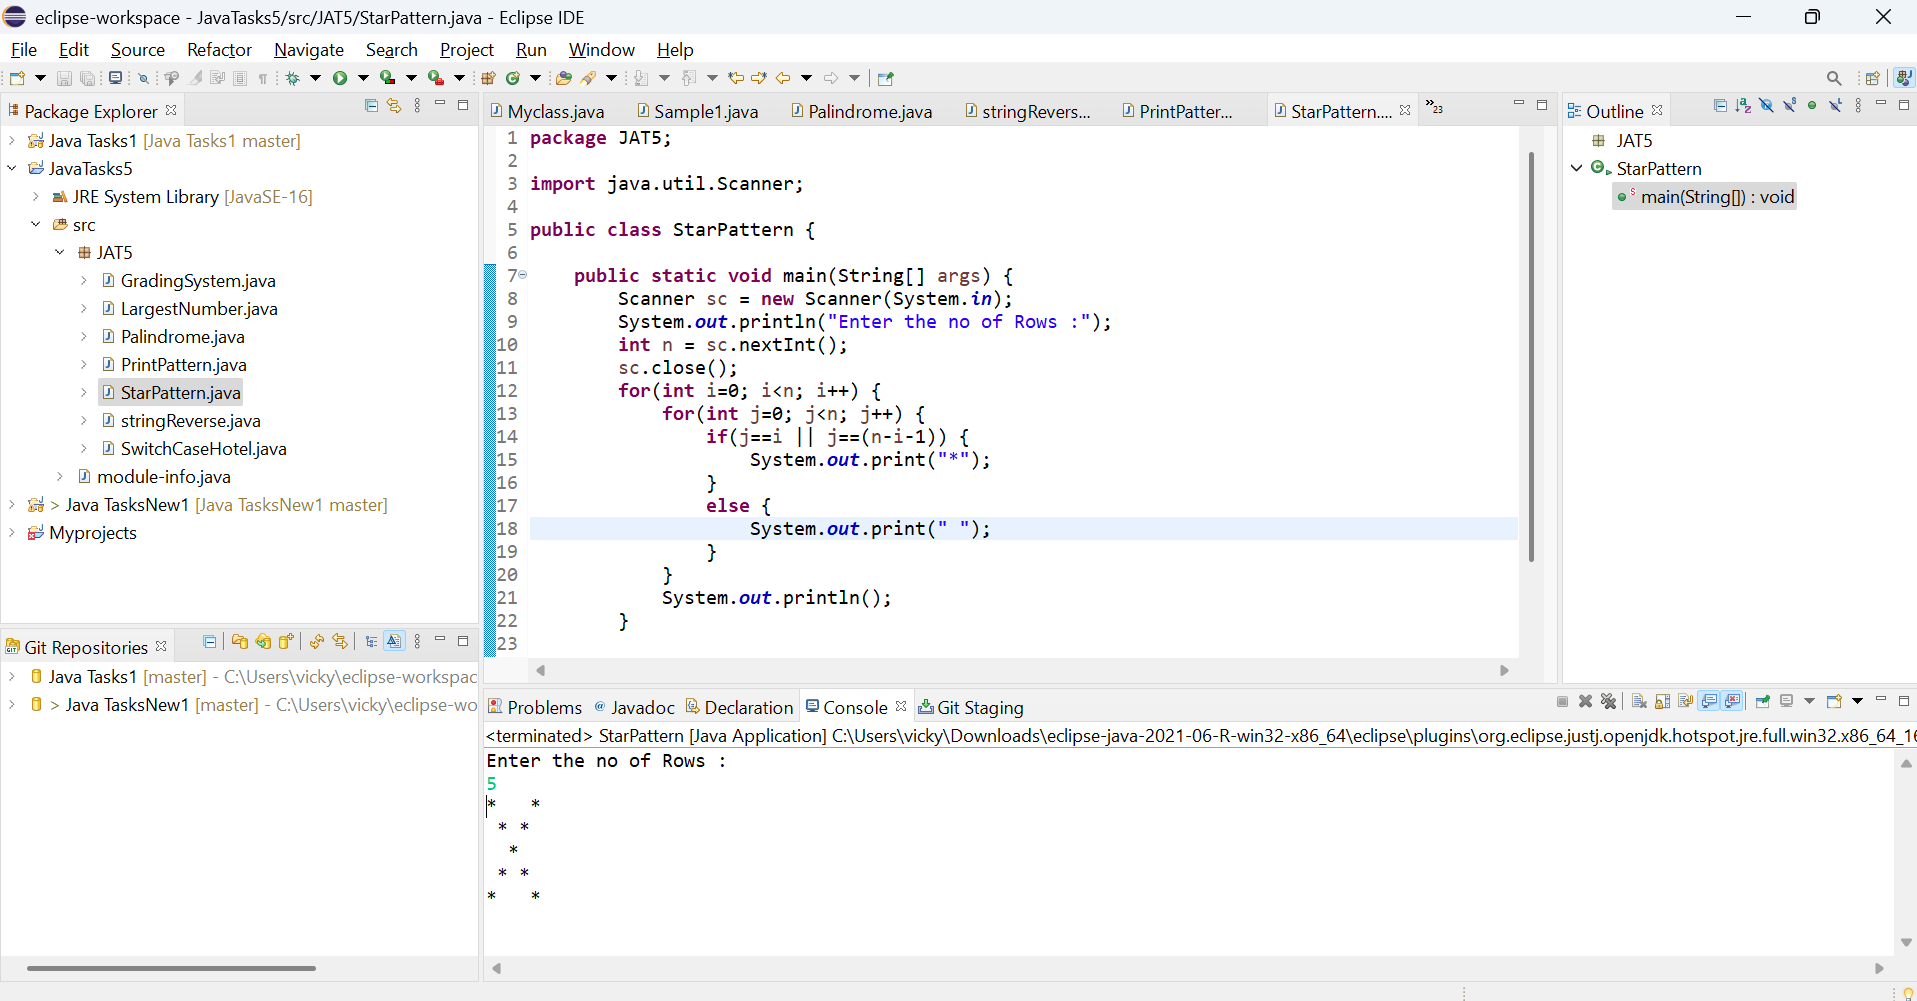 eclipse-workspace - JavaTasks5/src/JAT5/StarPattern.java - Eclipse IDE
File Edit Source Refactor Navigate Search Project Run Window Help
Package Explorer
Java Tasks1 [Java Tasks1 master]
JavaTasks5
JRE System Library [JavaSE-16]
src
JAT5
GradingSystem.java
LargestNumber.java
Palindrome.java
PrintPattern.java
StarPattern.java
stringReverse.java
SwitchCaseHotel.java
module-info.java
> Java TasksNew1 [Java TasksNew1 master]
Myprojects
Git Repositories
Java Tasks1 [master] - C:\Users\vicky\eclipse-workspac
> Java TasksNew1 [master] - C:\Users\vicky\eclipse-wo
Myclass.java Sample1.java Palindrome.java stringRevers... PrintPatter... StarPattern.... »23
1 package JAT5;
2
3 import java.util.Scanner;
4
5 public class StarPattern {
6
7 public static void main(String[] args) {
8 Scanner sc = new Scanner(System.in);
9 System.out.println("Enter the no of Rows :");
10 int n = sc.nextInt();
11 sc.close();
12 for(int i=0; i<n; i++) {
13 for(int j=0; j<n; j++) {
14 if(j==i || j==(n-i-1)) {
15 System.out.print("*");
16 }
17 else {
18 System.out.print(" ");
19 }
20 }
21 System.out.println();
22 }
23
Outline
JAT5
StarPattern
main(String[]) : void
Problems @ Javadoc Declaration Console Git Staging
<terminated> StarPattern [Java Application] C:\Users\vicky\Downloads\eclipse-java-2021-06-R-win32-x86_64\eclipse\plugins\org.eclipse.justj.openjdk.hotspot.jre.full.win32.x86_64_16
Enter the no of Rows :
5
*   *
 * *
  *
 * *
*   *